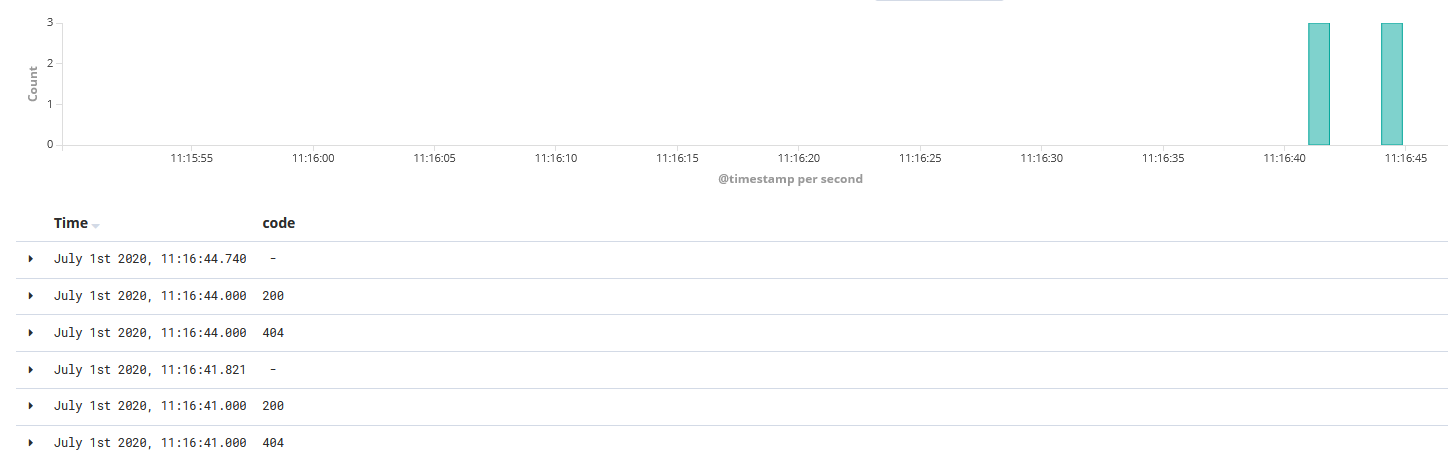 3
2
Count
1
0
11:15:55 11:16:00 11:16:05 11:16:10 11:16:15 11:16:20 11:16:25 11:16:30 11:16:35 11:16:40 11:16:45
@timestamp per second
Time code
July 1st 2020, 11:16:44.740 -
July 1st 2020, 11:16:44.000 200
July 1st 2020, 11:16:44.000 404
July 1st 2020, 11:16:41.821 -
July 1st 2020, 11:16:41.000 200
July 1st 2020, 11:16:41.000 404